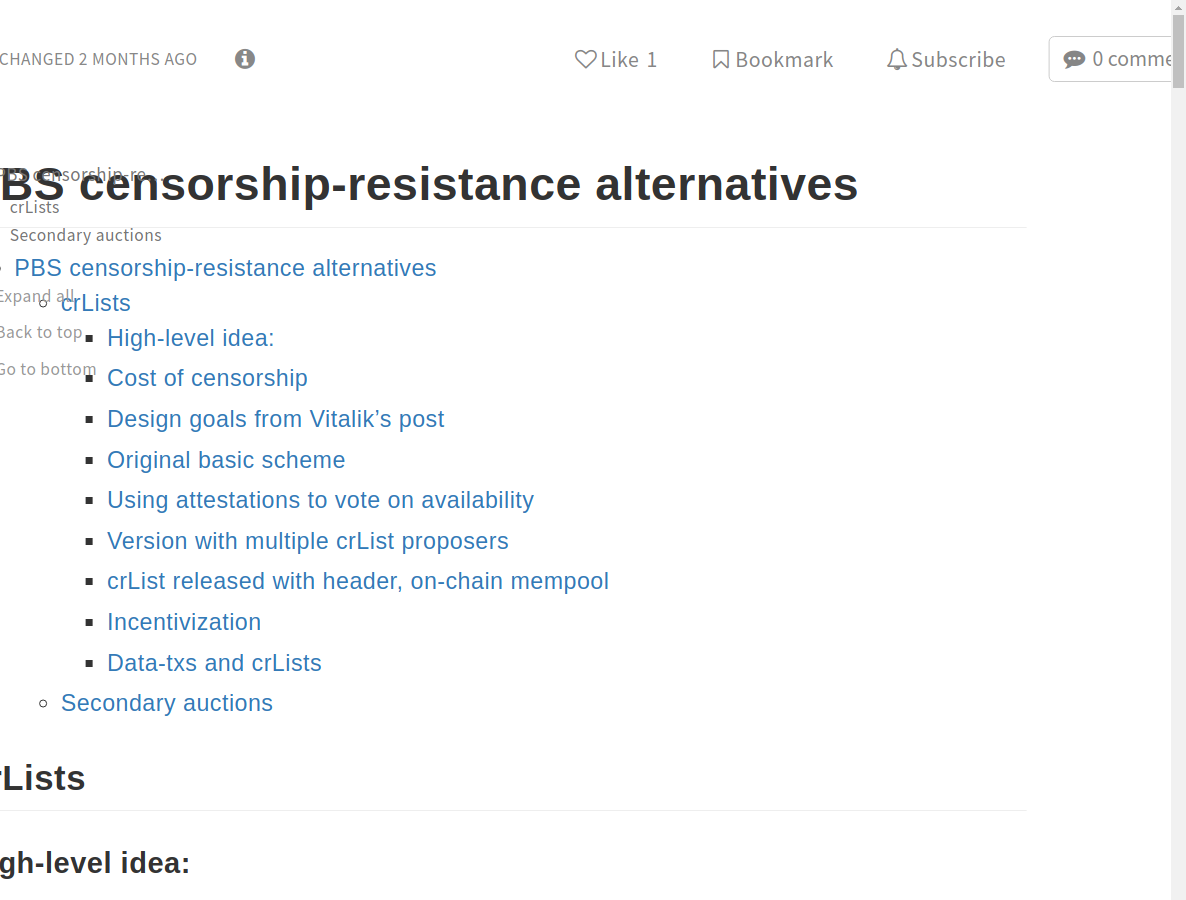 CHANGED 2 MONTHS AGO
Like 1
Bookmark
Subscribe
0 comme
BS censorship-resistance alternatives
PBS censorship-re…
crLists
Secondary auctions
Expand all
Back to top
Go to bottom
PBS censorship-resistance alternatives
crLists
High-level idea:
Cost of censorship
Design goals from Vitalik’s post
Original basic scheme
Using attestations to vote on availability
Version with multiple crList proposers
crList released with header, on-chain mempool
Incentivization
Data-txs and crLists
Secondary auctions
rLists
gh-level idea: